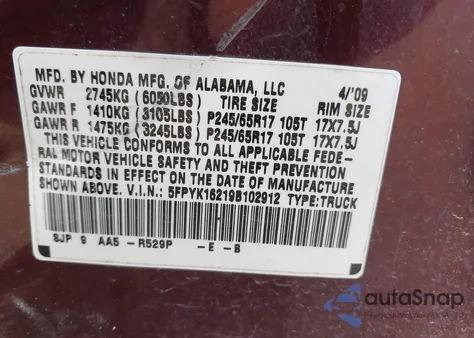 MFD. BY HONDA MFG. OF ALABAMA, LLC 4/'09
GVWR 2745KG (6050LBS) TIRE SIZE RIM SIZE
GAWR F 1410KG (3105LBS) P245/65R17 105T 17X7.5J
GAWR R 1475KG (3245LBS) P245/65R17 105T 17X7.5J
THIS VEHICLE CONFORMS TO ALL APPLICABLE FEDE-
RAL MOTOR VEHICLE SAFETY AND THEFT PREVENTION
STANDARDS IN EFFECT ON THE DATE OF MANUFACTURE
SHOWN ABOVE. V.I.N.: 5FPYK16219B102912 TYPE:TRUCK
SJP 9 AA5 -R529P -E -B
autoSnap